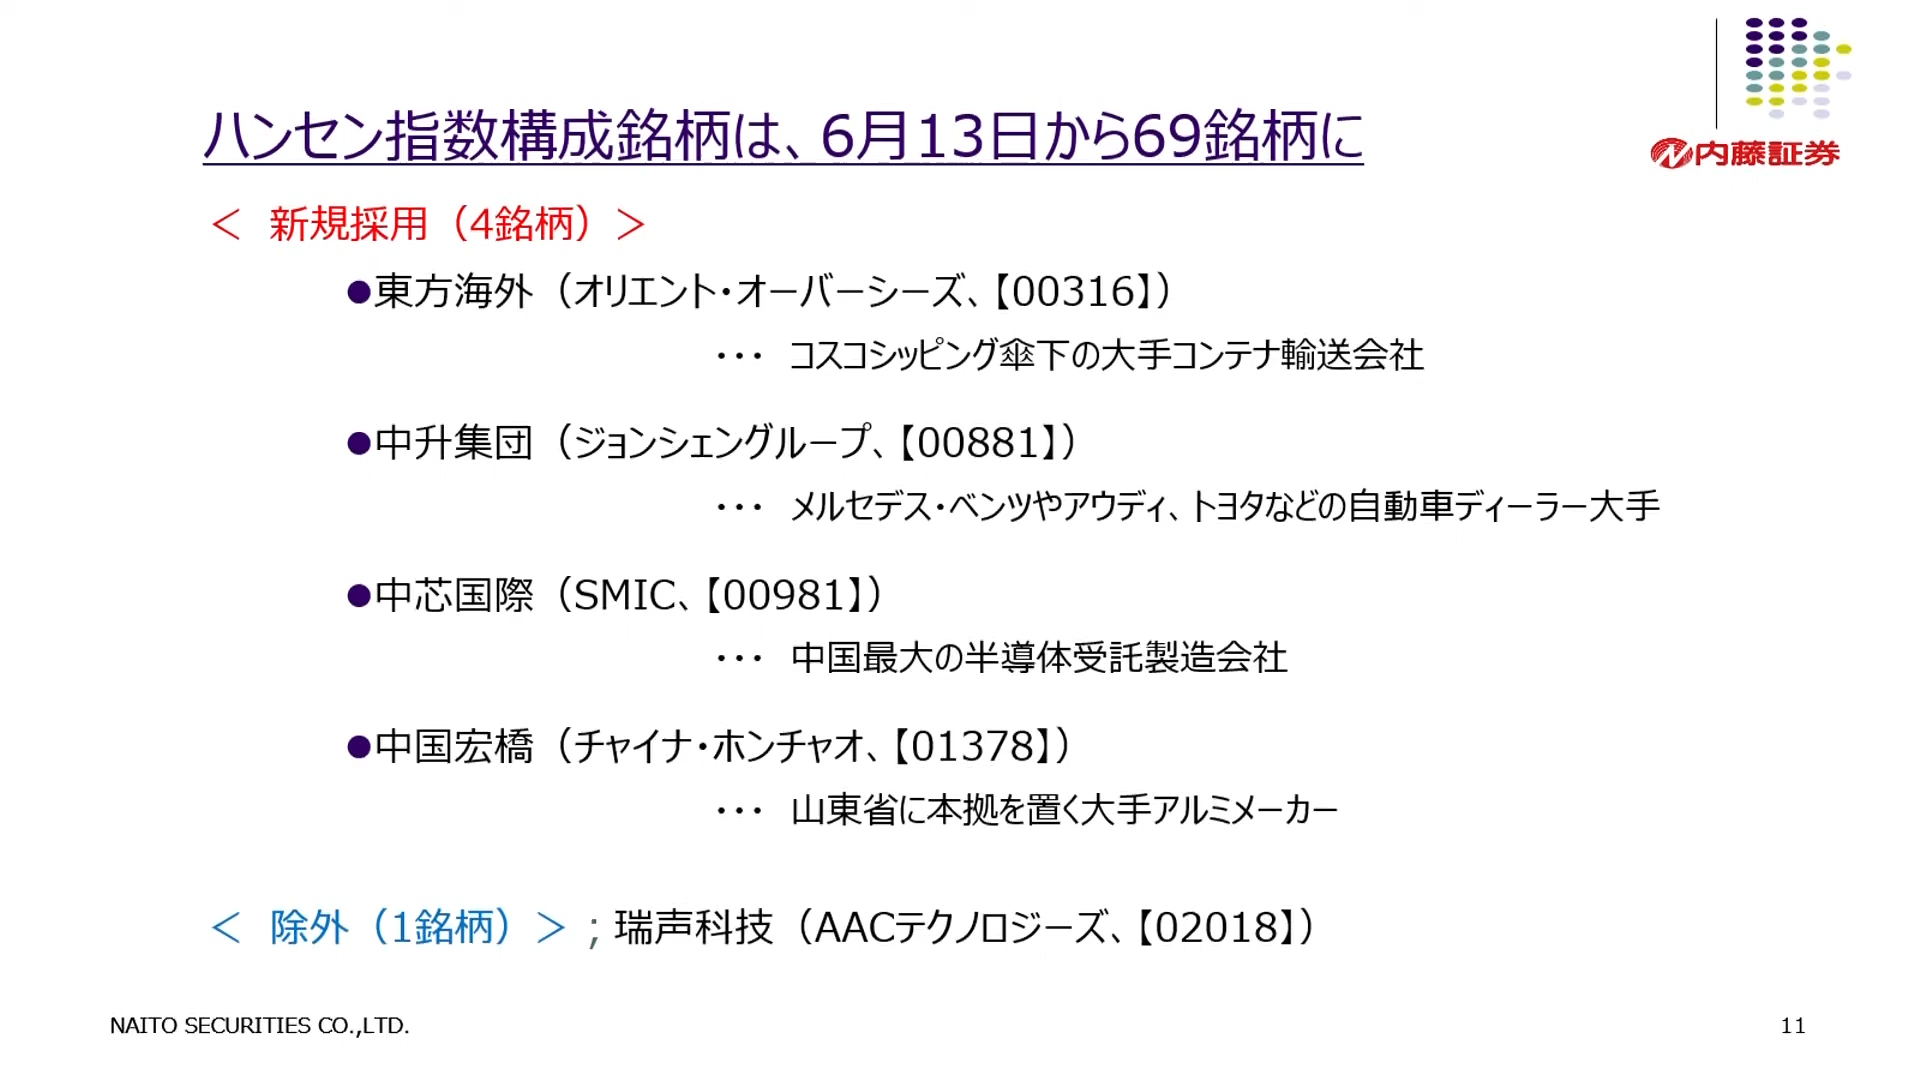 内藤証券
ハンセン指数構成銘柄は、6月13日から69銘柄に
＜ 新規採用（4銘柄）＞
●東方海外（オリエント・オーバーシーズ、【00316】）
・・・ コスコシッピング傘下の大手コンテナ輸送会社
●中升集団（ジョンシェングループ、【00881】）
・・・ メルセデス・ベンツやアウディ、トヨタなどの自動車ディーラー大手
●中芯国際（SMIC、【00981】）
・・・ 中国最大の半導体受託製造会社
●中国宏橋（チャイナ・ホンチャオ、【01378】）
・・・ 山東省に本拠を置く大手アルミメーカー
＜ 除外（1銘柄）＞；瑞声科技（AACテクノロジーズ、【02018】）
NAITO SECURITIES CO.,LTD.
11